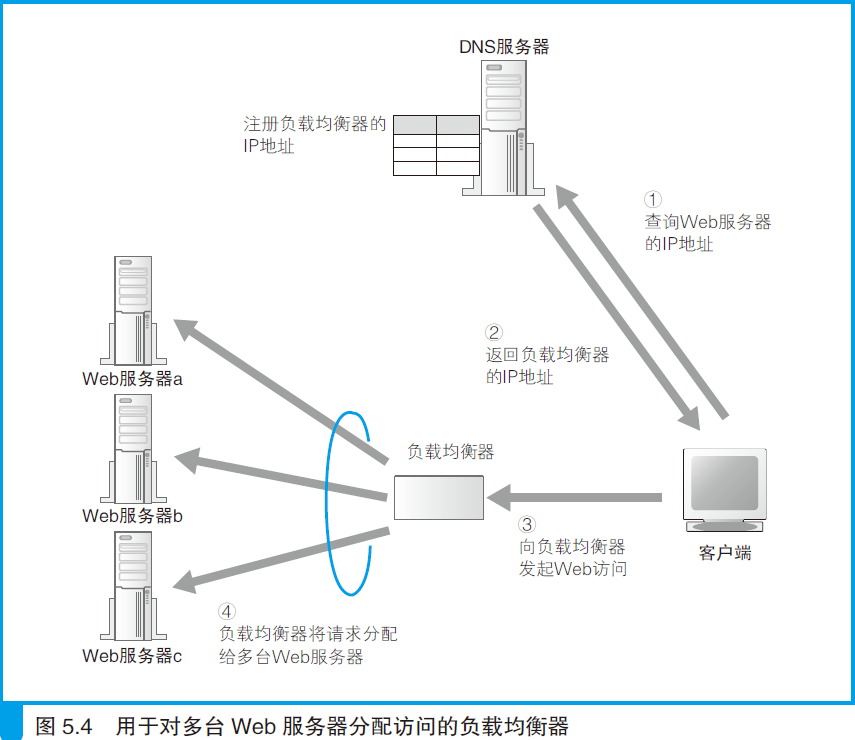 DNS服务器
注册负载均衡器的
IP地址
①
查询Web服务器
的IP地址
②
返回负载均衡器
的IP地址
Web服务器a
负载均衡器
Web服务器b
③
向负载均衡器
发起Web访问
客户端
④
负载均衡器将请求分配
给多台Web服务器
Web服务器c
图 5.4 用于对多台 Web 服务器分配访问的负载均衡器